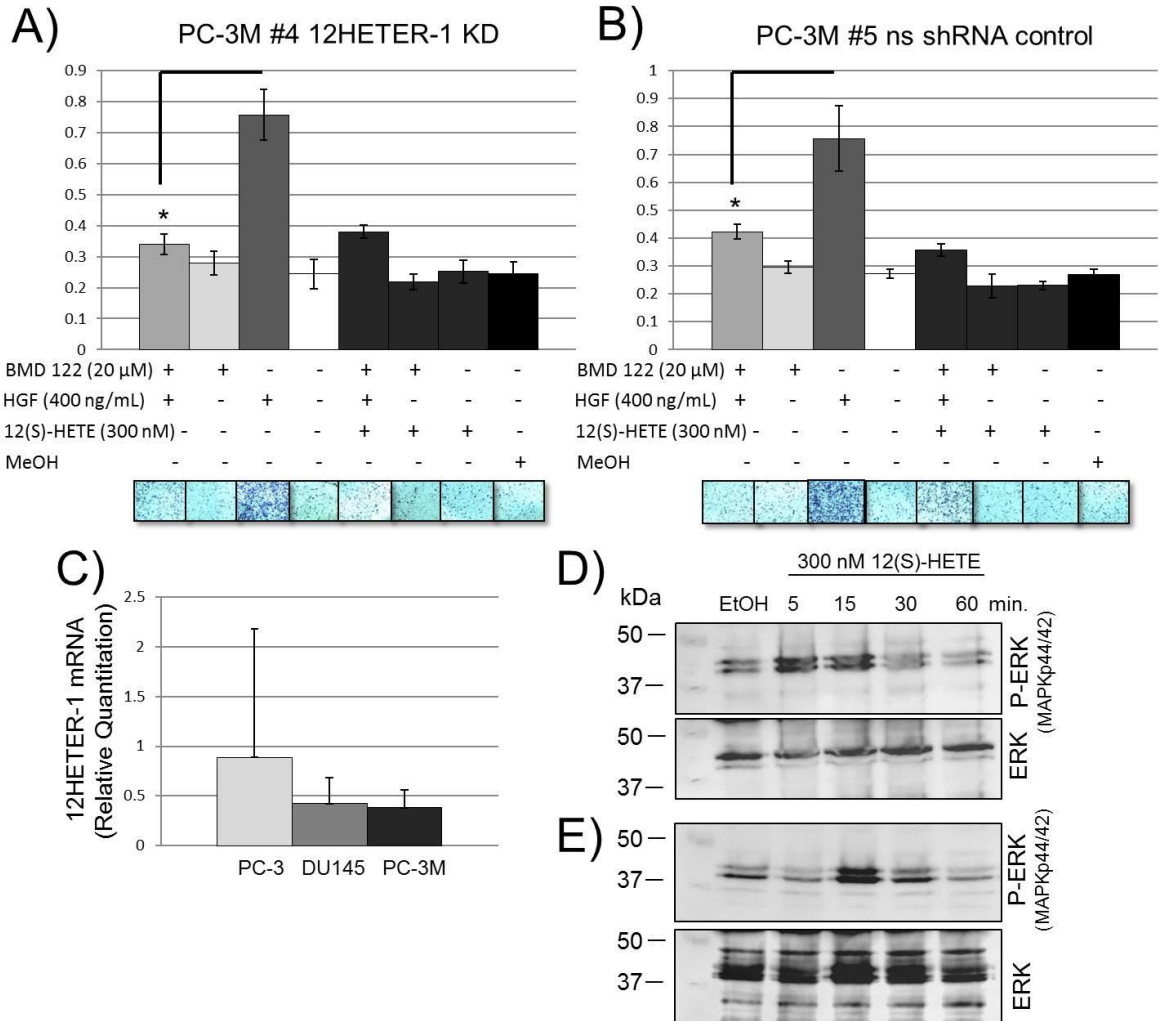 A)
PC-3M #4 12HETER-1 KD
0.9
0.8
0.7
0.6
0.5
0.4
0.3
0.2
0.1
0
*
BMD 122 (20 µM) + + - - + + - -
HGF (400 ng/mL) + - + - + - - -
12(S)-HETE (300 nM) - - - - + + + -
MeOH - - - - - - - +
B)
PC-3M #5 ns shRNA control
1
0.9
0.8
0.7
0.6
0.5
0.4
0.3
0.2
0.1
0
*
BMD 122 (20 µM) + + - - + + - -
HGF (400 ng/mL) + - + - + - - -
12(S)-HETE (300 nM) - - - - + + + -
MeOH - - - - - - - +
C)
12HETER-1 mRNA
(Relative Quantitation)
2.5
2
1.5
1
0.5
0
PC-3 DU145 PC-3M
D)
300 nM 12(S)-HETE
kDa EtOH 5 15 30 60 min.
50
37
P-ERK
(MAPKp44/42)
50
37
ERK
E)
50
37
P-ERK
(MAPKp44/42)
50
37
ERK